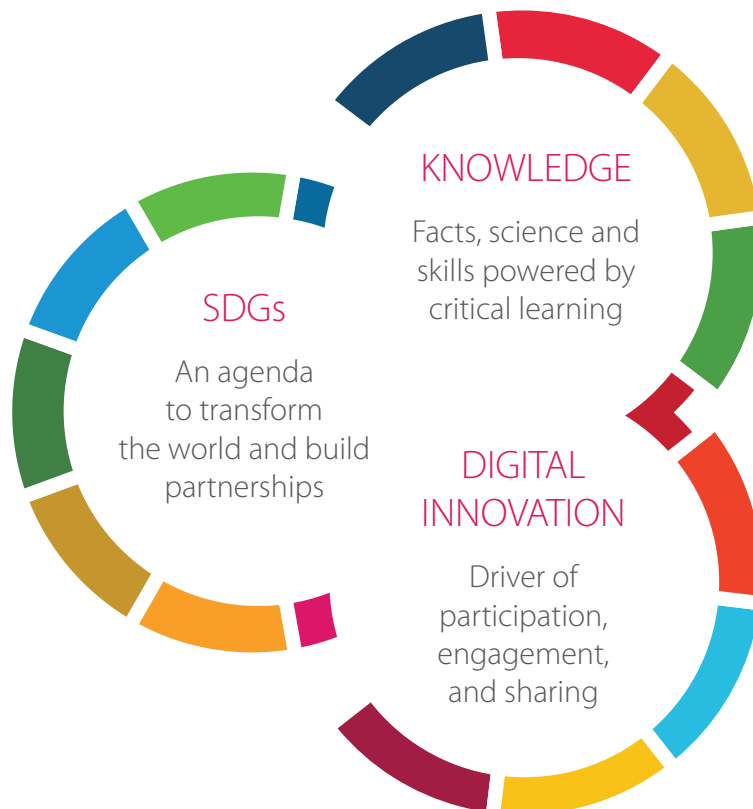 KNOWLEDGE
Facts, science and
skills powered by
critical learning
SDGs
An agenda
to transform
the world and build
partnerships
DIGITAL
INNOVATION
Driver of
participation,
engagement,
and sharing